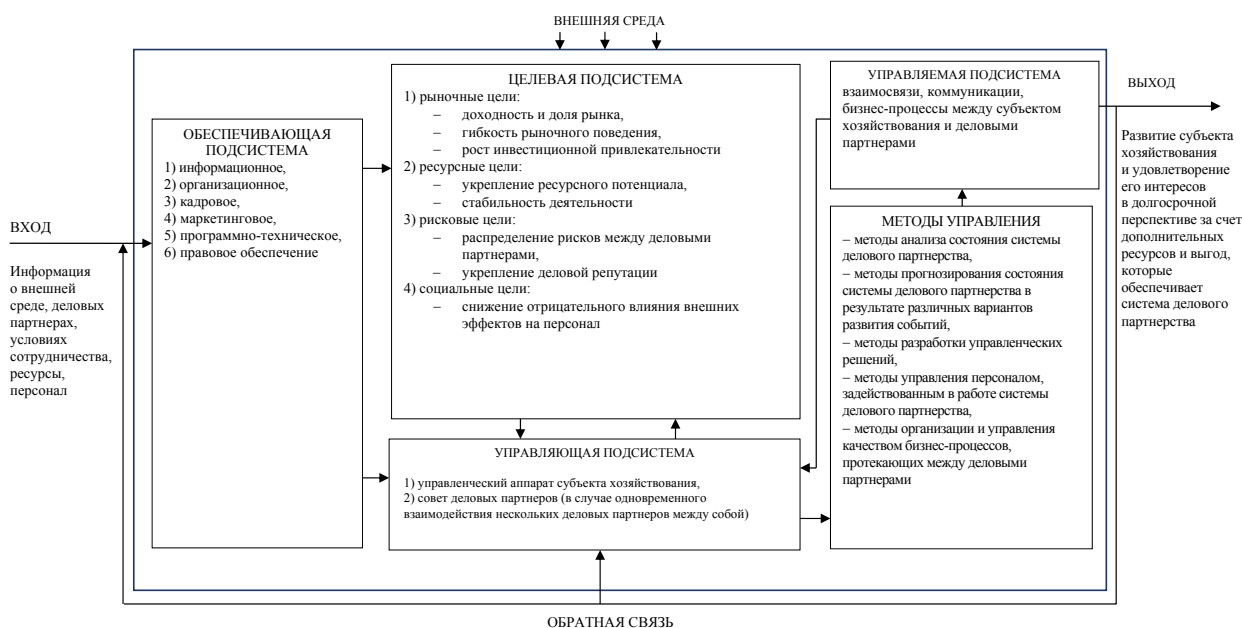 ВНЕШНЯЯ СРЕДА
ВХОД
Информация
о внешней
среде, деловых
партнерах,
условиях
сотрудничества,
ресурсы,
персонал
ОБЕСПЕЧИВАЮЩАЯ
ПОДСИСТЕМА
1) информационное,
2) организационное,
3) кадровое,
4) маркетинговое,
5) программно-техническое,
6) правовое обеспечение
ЦЕЛЕВАЯ ПОДСИСТЕМА
1) рыночные цели:
– доходность и доля рынка,
– гибкость рыночного поведения,
– рост инвестиционной привлекательности
2) ресурсные цели:
– укрепление ресурсного потенциала,
– стабильность деятельности
3) рисковые цели:
– распределение рисков между деловыми
партнерами,
– укрепление деловой репутации
4) социальные цели:
– снижение отрицательного влияния внешних
эффектов на персонал
УПРАВЛЯЮЩАЯ ПОДСИСТЕМА
1) управленческий аппарат субъекта хозяйствования,
2) совет деловых партнеров (в случае одновременного
взаимодействия нескольких деловых партнеров между собой)
УПРАВЛЯЕМАЯ ПОДСИСТЕМА
взаимосвязи, коммуникации,
бизнес-процессы между субъектом
хозяйствования и деловыми
партнерами
МЕТОДЫ УПРАВЛЕНИЯ
– методы анализа состояния системы
делового партнерства,
– методы прогнозирования состояния
системы делового партнерства в
результате различных вариантов
развития событий,
– методы разработки управленческих
решений,
– методы управления персоналом,
задействованным в работе системы
делового партнерства,
– методы организации и управления
качеством бизнес-процессов,
протекающих между деловыми
партнерами
ВЫХОД
Развитие субъекта
хозяйствования
и удовлетворение
его интересов
в долгосрочной
перспективе за счет
дополнительных
ресурсов и выгод,
которые
обеспечивает
система делового
партнерства
ОБРАТНАЯ СВЯЗЬ